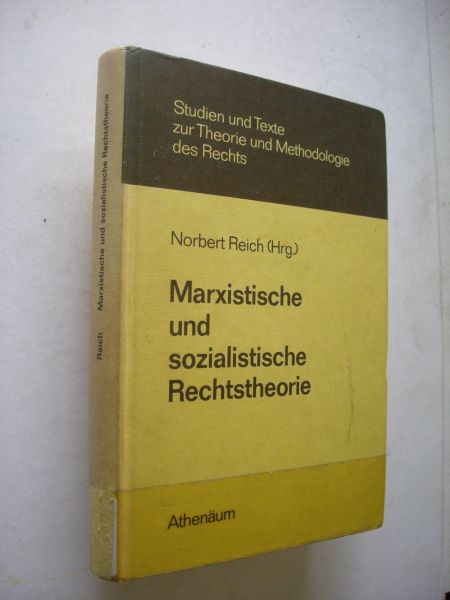 Studien und Texte
zur Theorie und Methodologie
des Rechts
Norbert Reich (Hrg.)
Marxistische
und
sozialistische
Rechtstheorie
Athenäum
Reich Marxistische und sozialistische Rechtstheorie